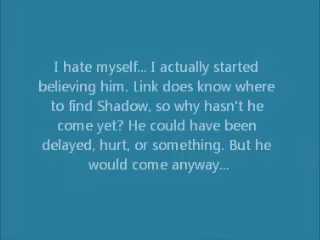 I hate myself... I actually started
believing him. Link does know where
to find Shadow, so why hasn't he
come yet? He could have been
delayed, hurt, or something. But he
would come anyway...